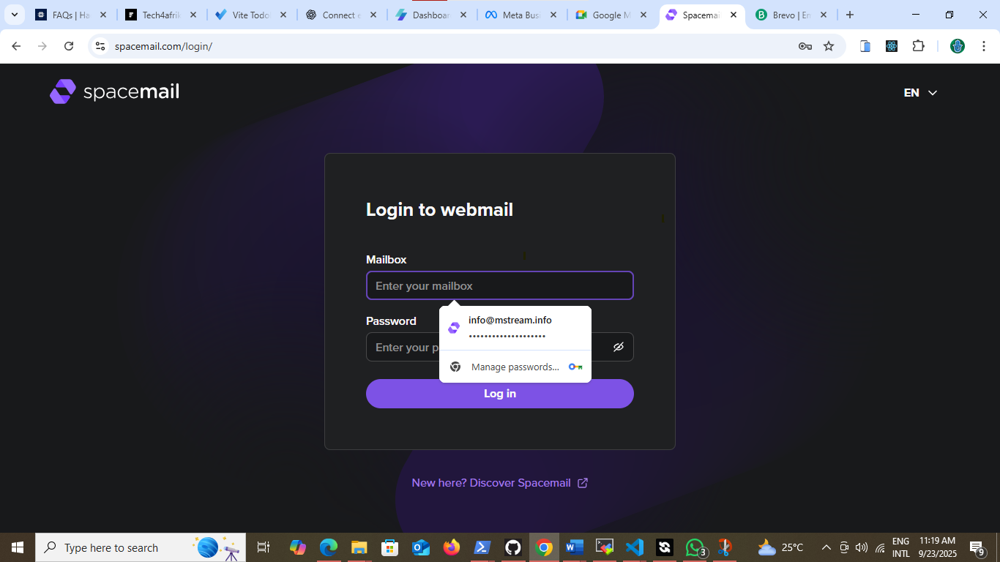 FAQs | Ha
Tech4afrik
Vite Todo
Connect e
Dashboar
Meta Busi
Google M
Spacemail
Brevo | En
spacemail.com/login/
spacemail
EN
Login to webmail
Mailbox
Enter your mailbox
info@mstream.info
Password
Enter your p
Manage passwords...
Log in
New here? Discover Spacemail
Type here to search
3
25°C
ENG
INTL
11:19 AM
9/23/2025
9